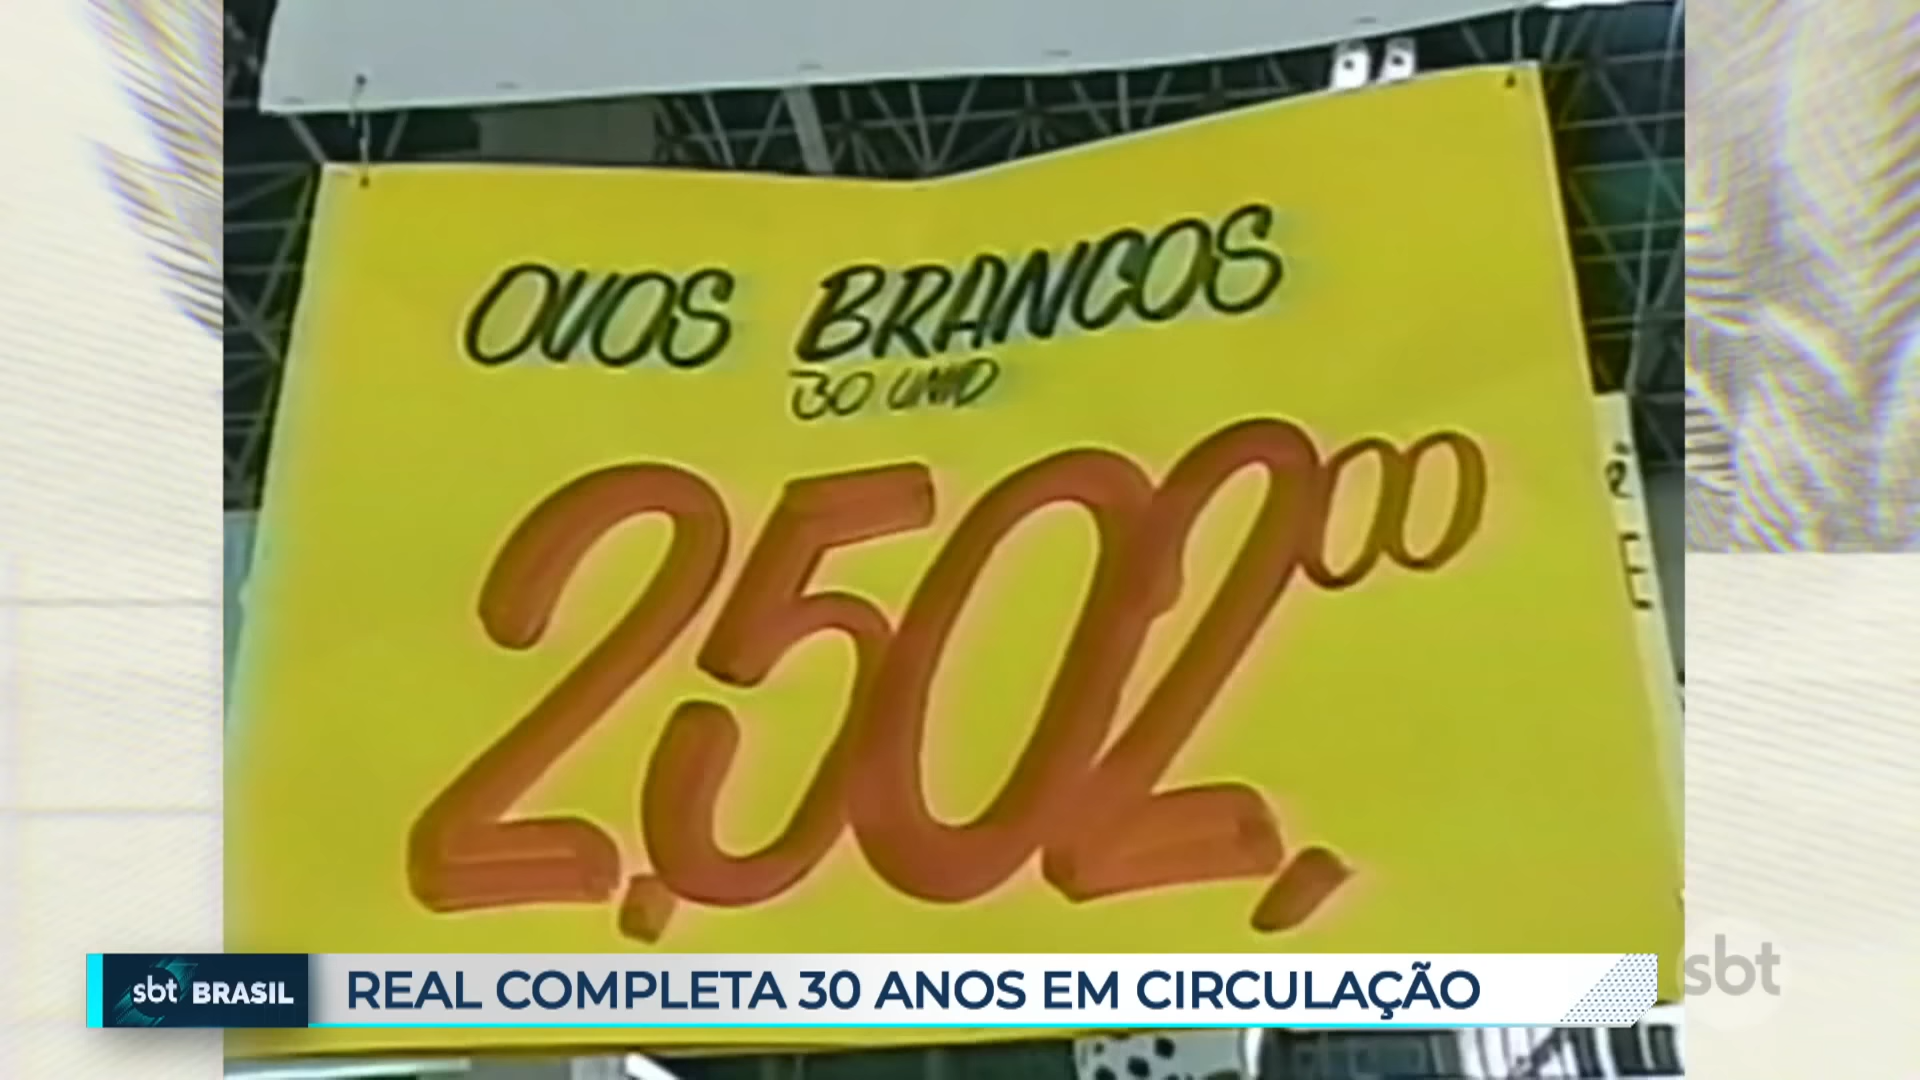 OVOS BRANCOS
30 UNID
2.502,00
sbt BRASIL
REAL COMPLETA 30 ANOS EM CIRCULAÇÃO
sbt